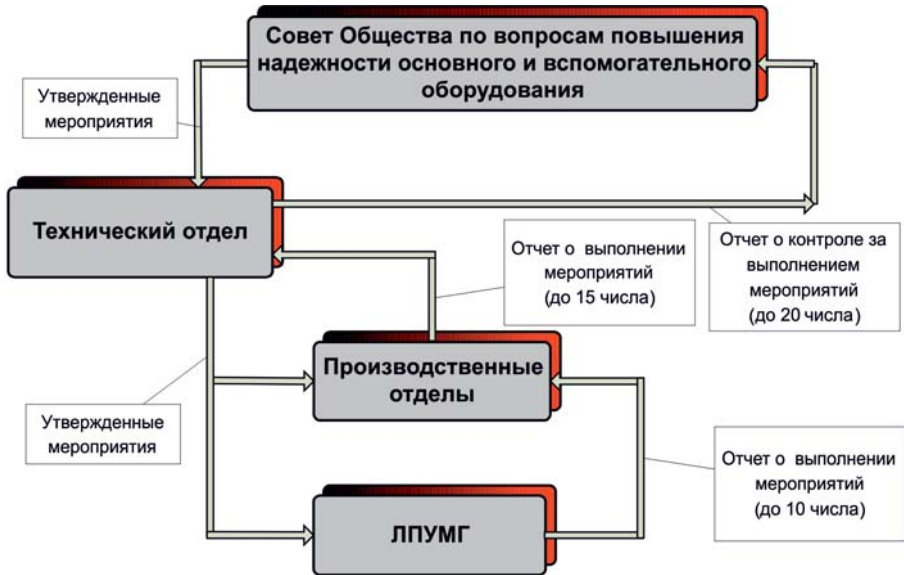 Совет Общества по вопросам повышения
надежности основного и вспомогательного
оборудования
Утвержденные
мероприятия
Технический отдел
Отчет о выполнении
мероприятий
(до 15 числа)
Отчет о контроле за
выполнением
мероприятий
(до 20 числа)
Производственные
отделы
Утвержденные
мероприятия
Отчет о выполнении
мероприятий
(до 10 числа)
ЛПУМГ